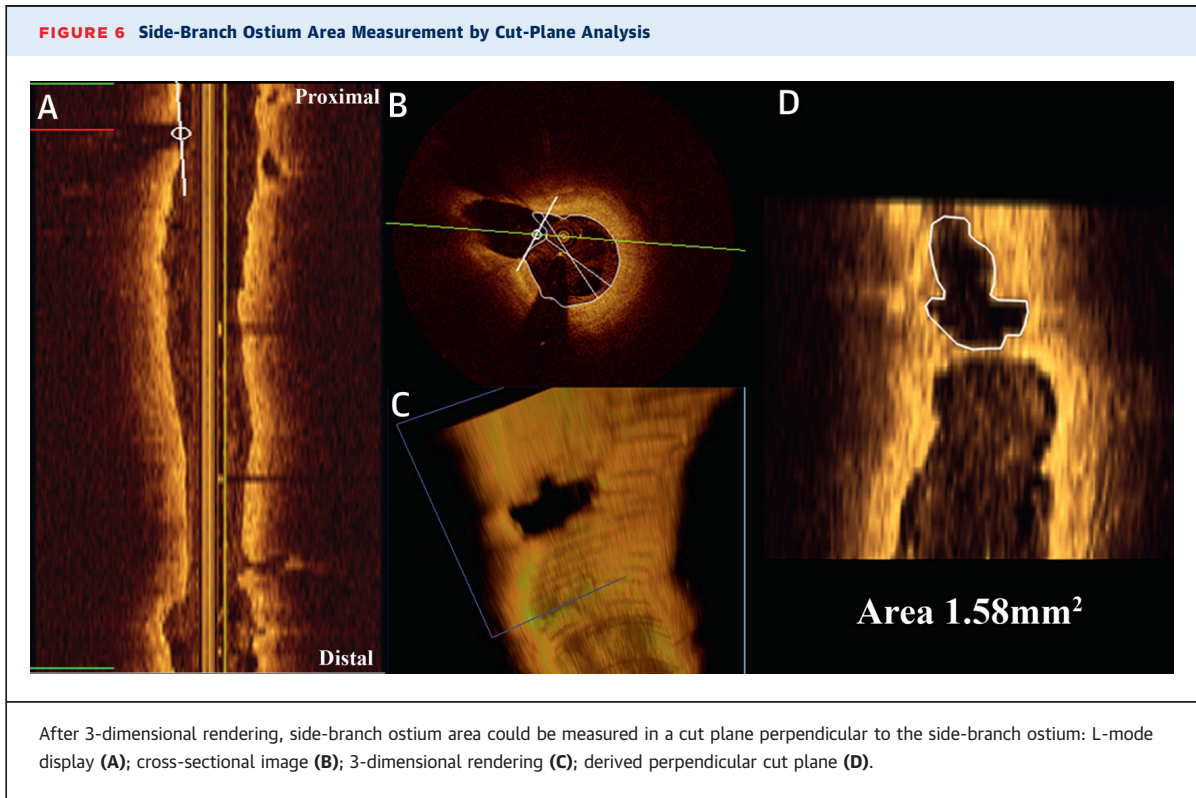 FIGURE 6 Side-Branch Ostium Area Measurement by Cut-Plane Analysis
A
Proximal
B
D
C
Area 1.58mm²
Distal
After 3-dimensional rendering, side-branch ostium area could be measured in a cut plane perpendicular to the side-branch ostium: L-mode
display (A); cross-sectional image (B); 3-dimensional rendering (C); derived perpendicular cut plane (D).